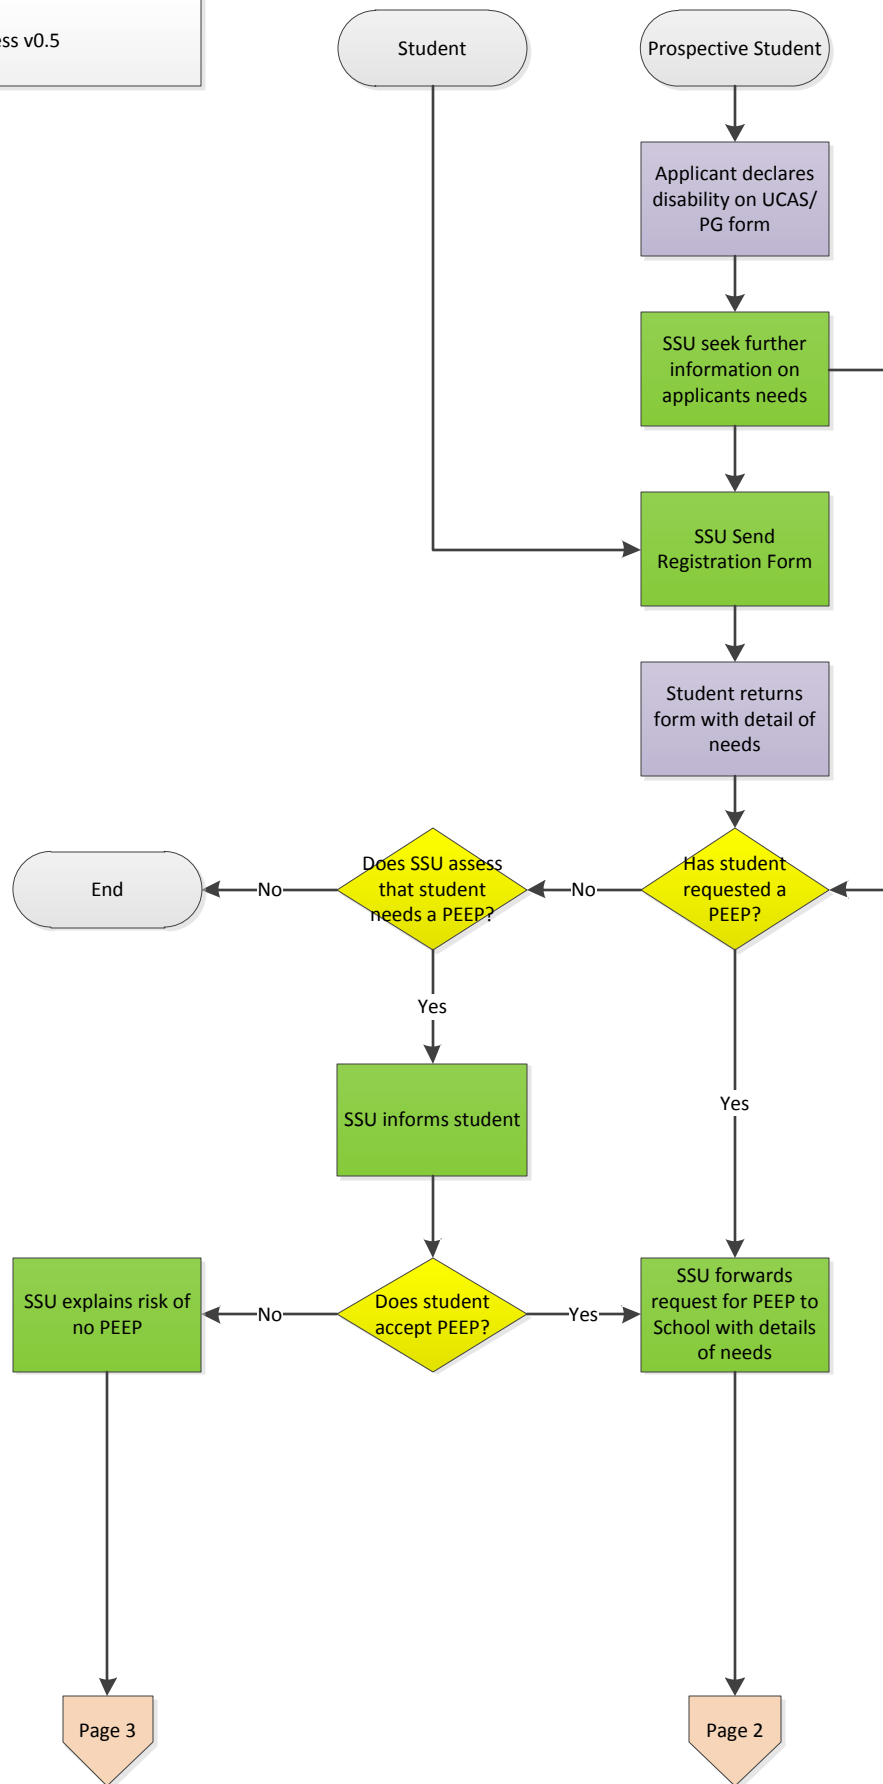 ess v0.5
Student
Prospective Student
Applicant declares
disability on UCAS/
PG form
SSU seek further
information on
applicants needs
SSU Send
Registration Form
Student returns
form with detail of
needs
Has student
requested a
PEEP?
No
Does SSU assess
that student
needs a PEEP?
No
End
Yes
Yes
SSU informs student
Does student
accept PEEP?
No
Yes
SSU explains risk of
no PEEP
SSU forwards
request for PEEP to
School with details
of needs
Page 3
Page 2